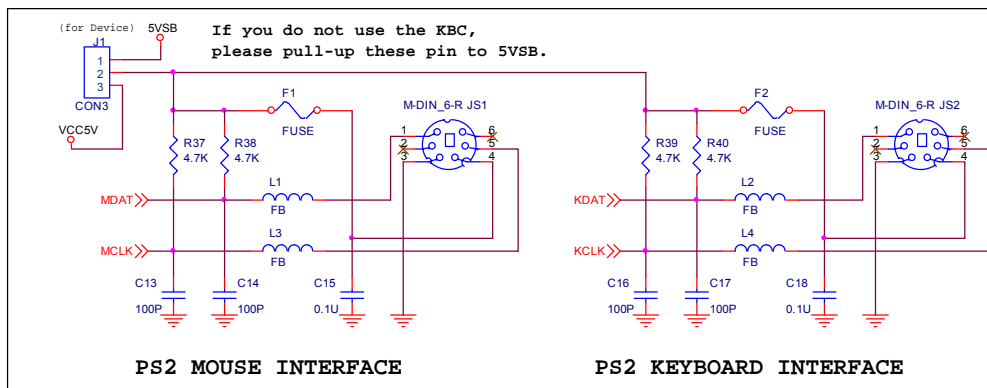 (for Device)
5VSB
If you do not use the KBC,
please pull-up these pin to 5VSB.
J1
1
2
3
CON3
VCC5V
F1
FUSE
M-DIN_6-R JS1
1
2
3
6
5
4
R37
4.7K
R38
4.7K
L1
FB
MDAT
L3
FB
MCLK
C13
100P
C14
100P
C15
0.1U
PS2 MOUSE INTERFACE
F2
FUSE
M-DIN_6-R JS2
1
2
3
6
5
4
R39
4.7K
R40
4.7K
L2
FB
KDAT
L4
FB
KCLK
C16
100P
C17
100P
C18
0.1U
PS2 KEYBOARD INTERFACE